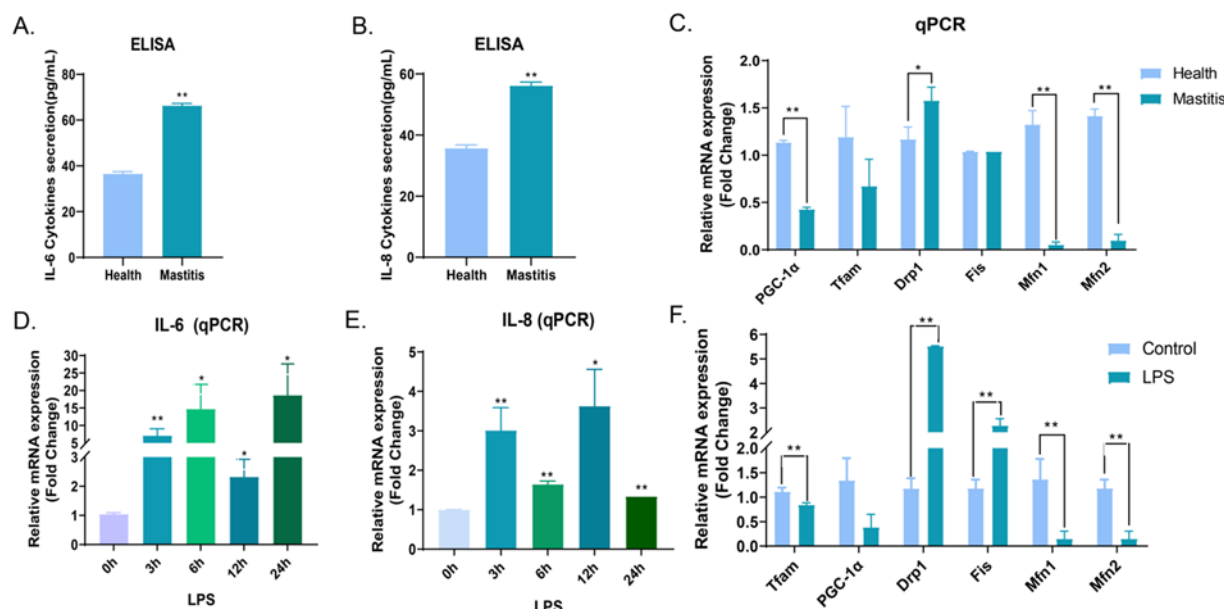 A.
ELISA
IL-6 Cytokines secretion(pg/mL)
80
60
40
20
0
**
Health
Mastitis
B.
ELISA
IL-8 Cytokines secretion(pg/mL)
60
40
20
0
**
Health
Mastitis
C.
qPCR
Relative mRNA expression
(Fold Change)
2.0
1.5
1.0
0.5
0.0
**
*
**
**
PGC-1α
Tfam
Drp1
Fis
Mfn1
Mfn2
Health
Mastitis
D.
IL-6 (qPCR)
Relative mRNA expression
(Fold Change)
30
25
20
15
10
5
3
2
1
0
**
*
*
*
0h
3h
6h
12h
24h
LPS
E.
IL-8 (qPCR)
Relative mRNA expression
(Fold Change)
5
4
3
2
1
0
**
**
*
**
0h
3h
6h
12h
24h
LPS
F.
Relative mRNA expression
(Fold Change)
6
5
4
3
2
2.0
1.5
1.0
0.5
0.0
**
**
**
**
**
Tfam
PGC-1α
Drp1
Fis
Mfn1
Mfn2
Control
LPS